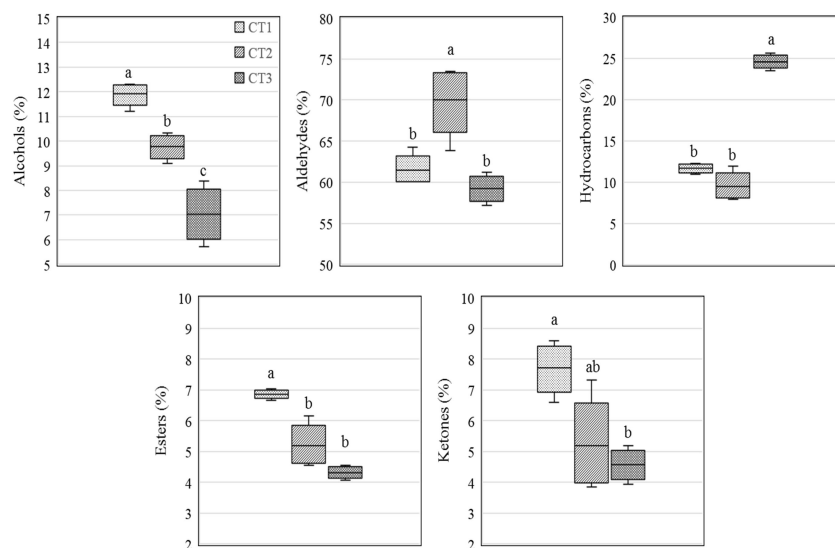 Alcohols (%)
15
14
13
12
11
10
9
8
7
6
5
a
b
c
CT1
CT2
CT3
Aldehydes (%)
80
75
70
65
60
55
50
b
a
b
Hydrocarbons (%)
30
25
20
15
10
5
0
b
b
a
Esters (%)
10
9
8
7
6
5
4
3
2
a
b
b
Ketones (%)
10
9
8
7
6
5
4
3
2
a
ab
b